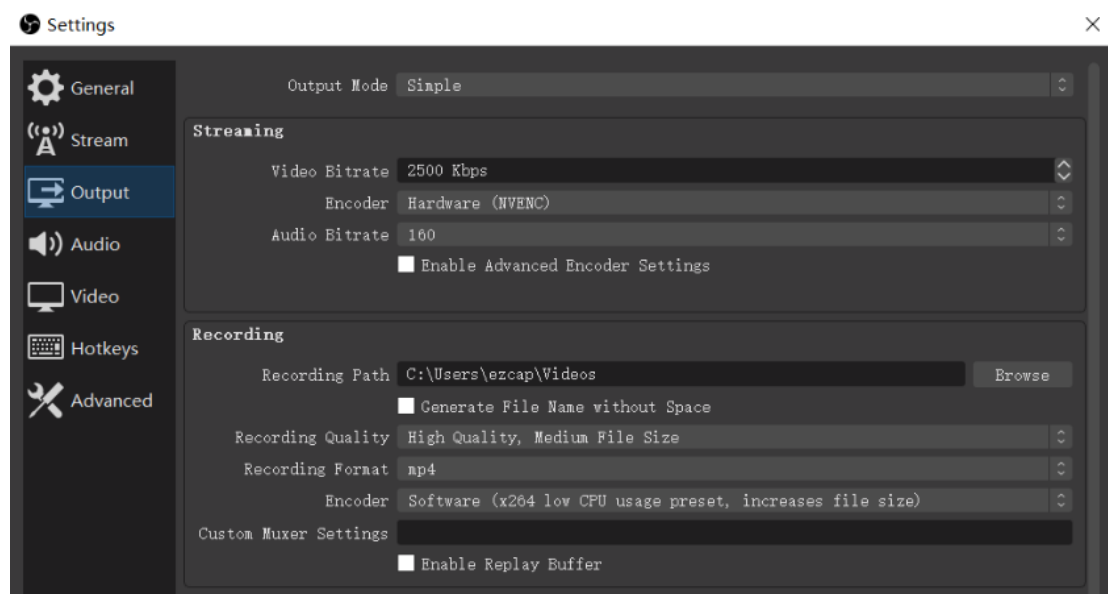 Settings
General
Stream
Output
Audio
Video
Hotkeys
Advanced
Output Mode Simple
Streaming
Video Bitrate 2500 Kbps
Encoder Hardware (NVENC)
Audio Bitrate 160
Enable Advanced Encoder Settings
Recording
Recording Path C:\Users\ezcap\Videos Browse
Generate File Name without Space
Recording Quality High Quality, Medium File Size
Recording Format mp4
Encoder Software (x264 low CPU usage preset, increases file size)
Custom Muxer Settings
Enable Replay Buffer